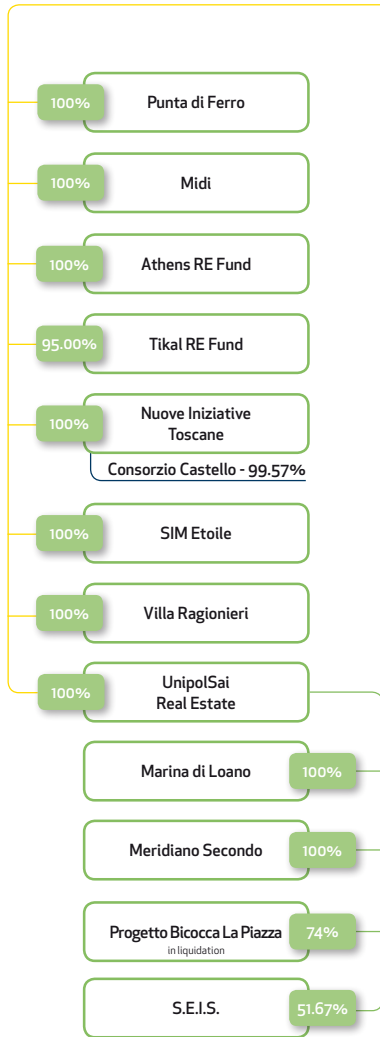 100%
Punta di Ferro
100%
Midi
100%
Athens RE Fund
95.00%
Tikal RE Fund
100%
Nuove Iniziative
Toscane
Consorzio Castello - 99.57%
100%
SIM Etoile
100%
Villa Ragionieri
100%
UnipolSai
Real Estate
Marina di Loano
100%
Meridiano Secondo
100%
Progetto Bicocca La Piazza
in liquidation
74%
S.E.I.S.
51.67%